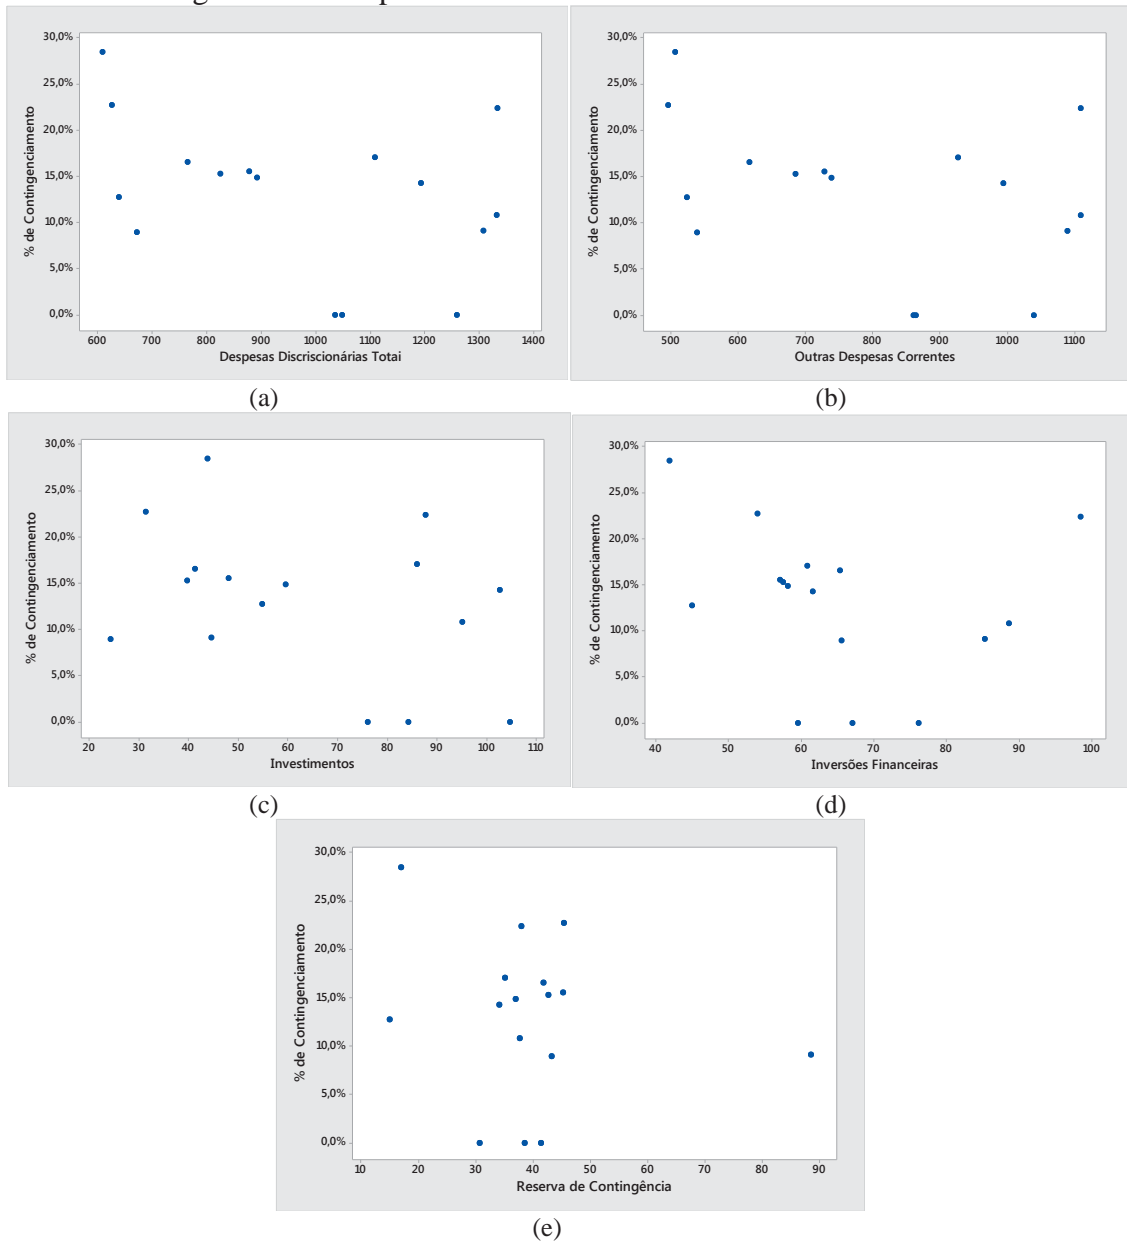 30,0%
25,0%
20,0%
15,0%
10,0%
5,0%
0,0%
% de Contingenciamento
600 700 800 900 1000 1100 1200 1300 1400
Despesas Discriscionárias Totai
(a)
30,0%
25,0%
20,0%
15,0%
10,0%
5,0%
0,0%
% de Contingenciamento
500 600 700 800 900 1000 1100
Outras Despesas Correntes
(b)
30,0%
25,0%
20,0%
15,0%
10,0%
5,0%
0,0%
% de Contingenciamento
20 30 40 50 60 70 80 90 100 110
Investimentos
(c)
30,0%
25,0%
20,0%
15,0%
10,0%
5,0%
0,0%
% de Contingenciamento
40 50 60 70 80 90 100
Inversões Financeiras
(d)
30,0%
25,0%
20,0%
15,0%
10,0%
5,0%
0,0%
% de Contingenciamento
10 20 30 40 50 60 70 80 90
Reserva de Contingência
(e)